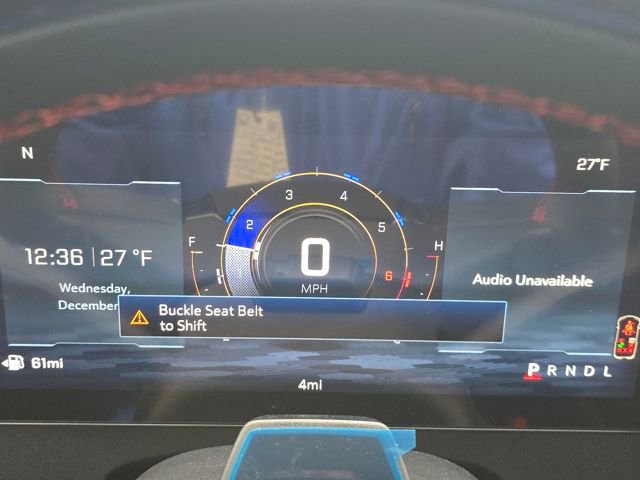 N
27°F
3
4
2
5
12:36 | 27 °F
F
0
H
6
MPH
Wednesday,
December
Audio Unavailable
Buckle Seat Belt
to Shift
61mi
PRNDL
4mi